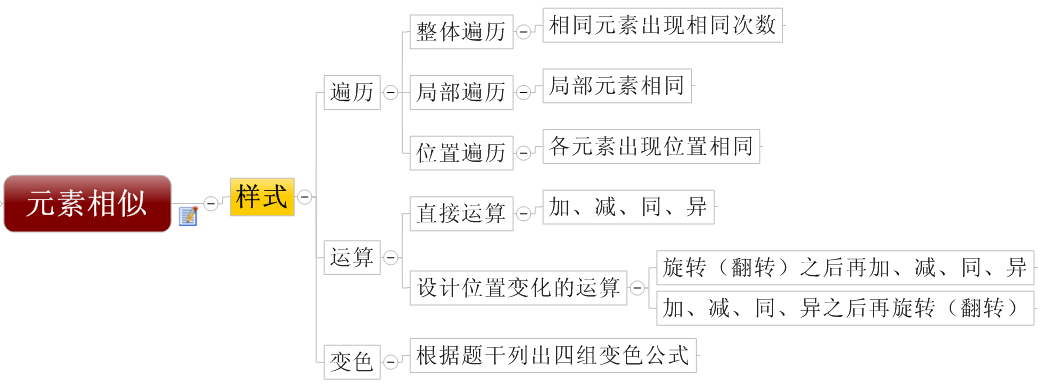 元素相似
样式
遍历
整体遍历
相同元素出现相同次数
局部遍历
局部元素相同
位置遍历
各元素出现位置相同
运算
直接运算
加、减、同、异
设计位置变化的运算
旋转（翻转）之后再加、减、同、异
加、减、同、异之后再旋转（翻转）
变色
根据题干列出四组变色公式